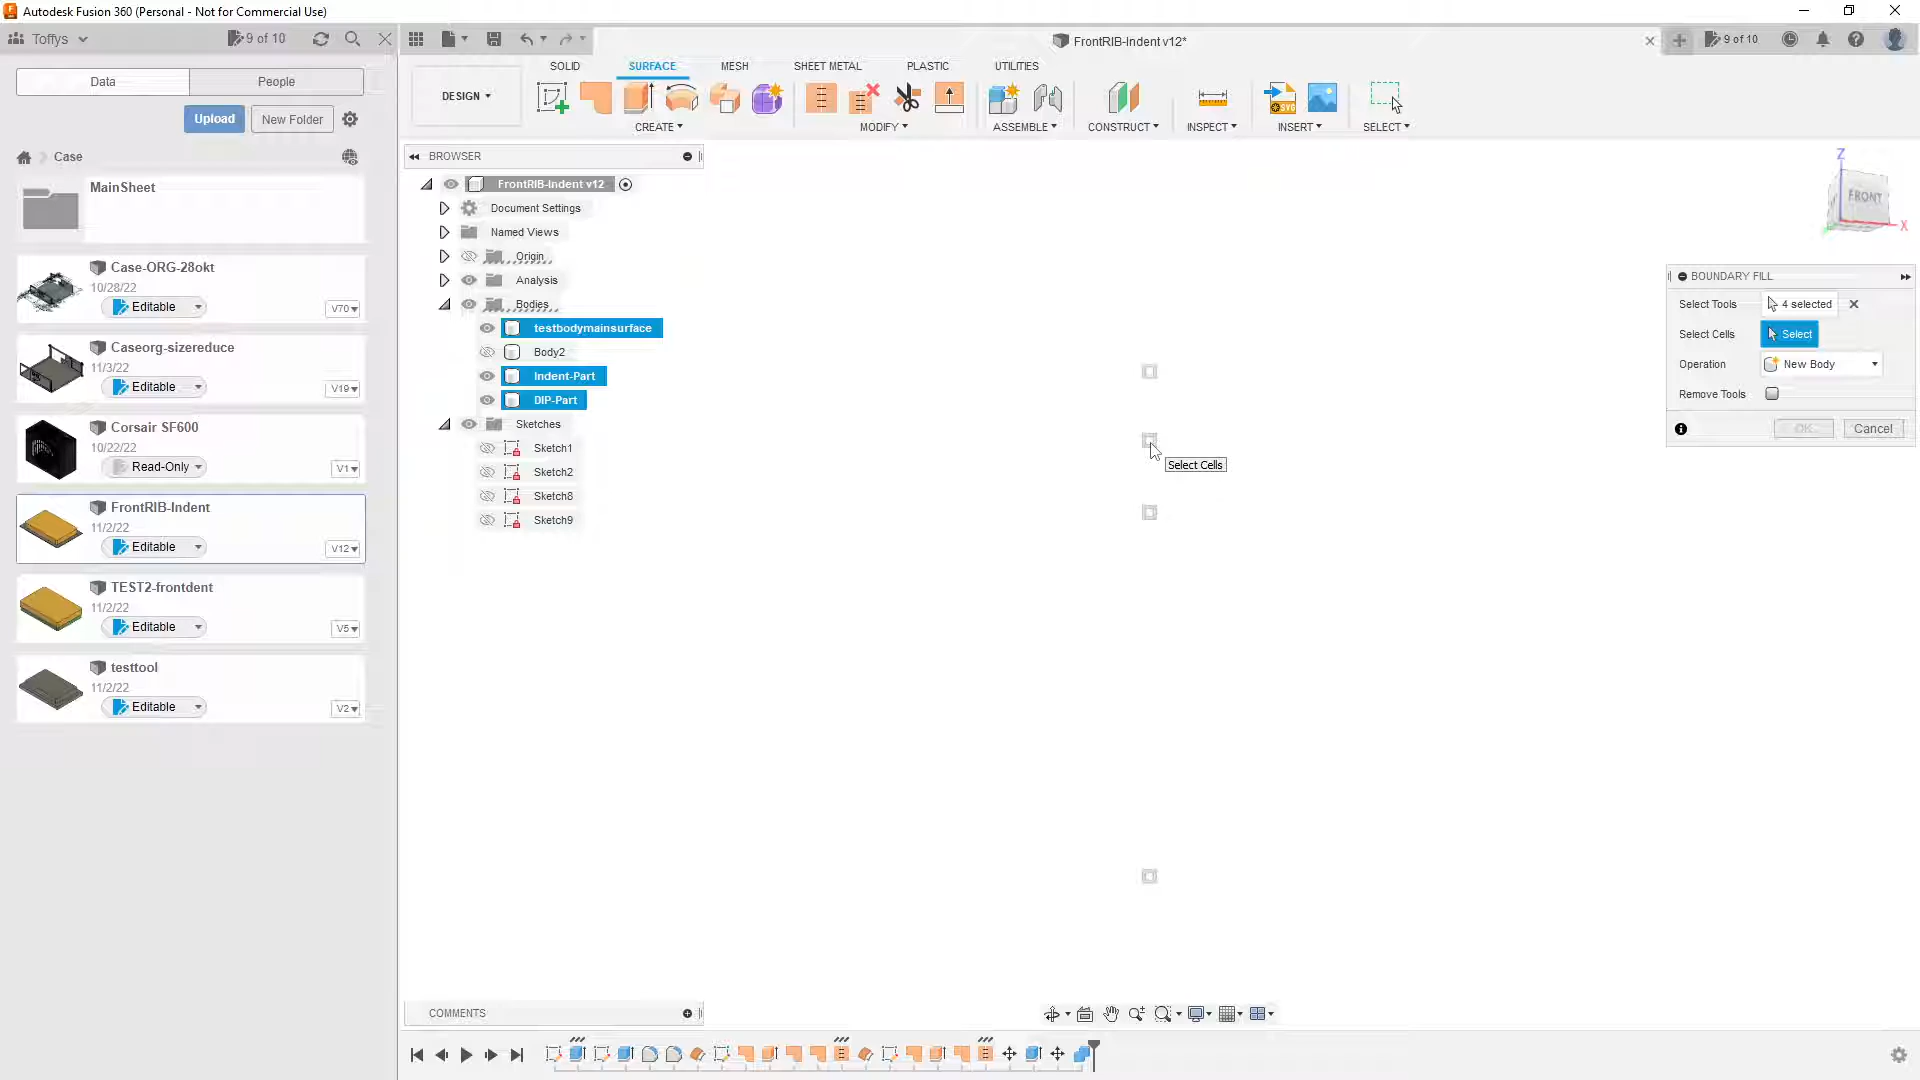 Autodesk Fusion 360 (Personal - Not for Commercial Use)
Toffys
9 of 10
FrontRIB-Indent v12*
9 of 10
Data
People
Upload
New Folder
Case
MainSheet
Case-ORG-28okt
10/28/22
Editable
V70
Caseorg-sizereduce
11/3/22
Editable
V19
Corsair SF600
10/22/22
Read-Only
V1
FrontRIB-Indent
11/2/22
Editable
V12
TEST2-frontdent
11/2/22
Editable
V5
testtool
11/2/22
Editable
V2
DESIGN
SOLID
SURFACE
MESH
SHEET METAL
PLASTIC
UTILITIES
CREATE
MODIFY
ASSEMBLE
CONSTRUCT
INSPECT
INSERT
SELECT
SVG
BROWSER
FrontRIB-Indent v12
Document Settings
Named Views
Origin
Analysis
Bodies
testbodymainsurface
Body2
Indent-Part
DIP-Part
Sketches
Sketch1
Sketch2
Sketch8
Sketch9
Select Cells
Z
FRONT
X
BOUNDARY FILL
Select Tools
4 selected
Select Cells
Select
Operation
New Body
Remove Tools
OK
Cancel
COMMENTS